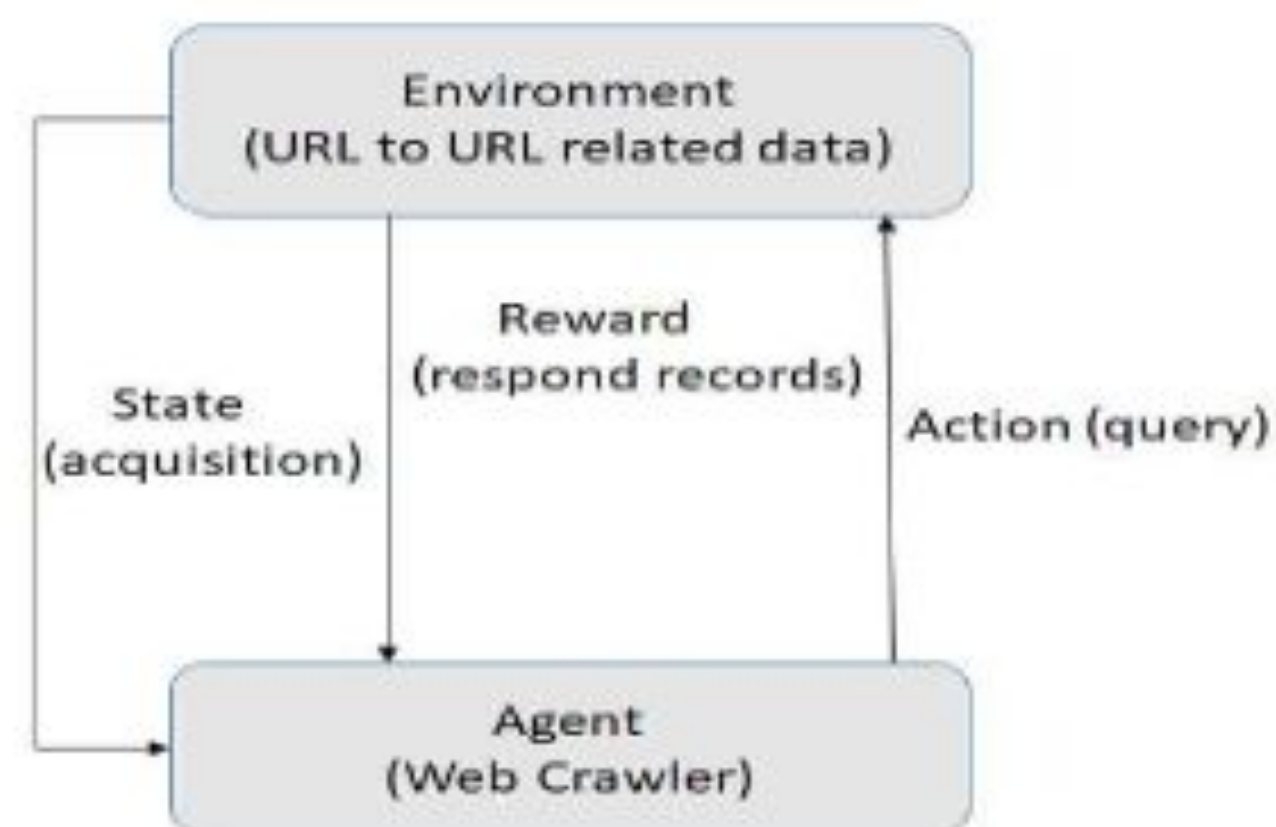 Environment
(URL to URL related data)
Reward
(respond records)
State
(acquisition)
Action (query)
Agent
(Web Crawler)